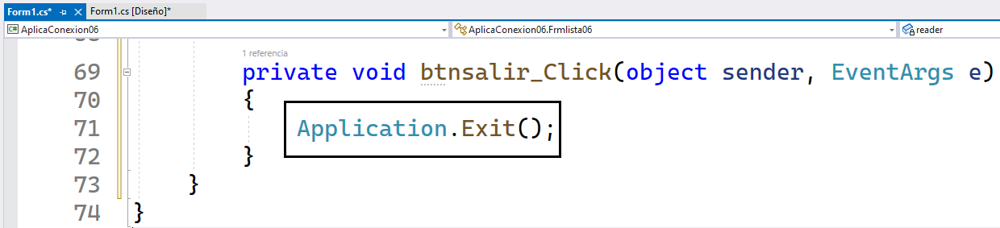 Form1.cs* Form1.cs [Diseño]*
C# AplicaConexion06 AplicaConexion06.Frmlista06 reader
1 referencia
69 private void btnsalir_Click(object sender, EventArgs e)
70 {
71 Application.Exit();
72 }
73 }
74 }